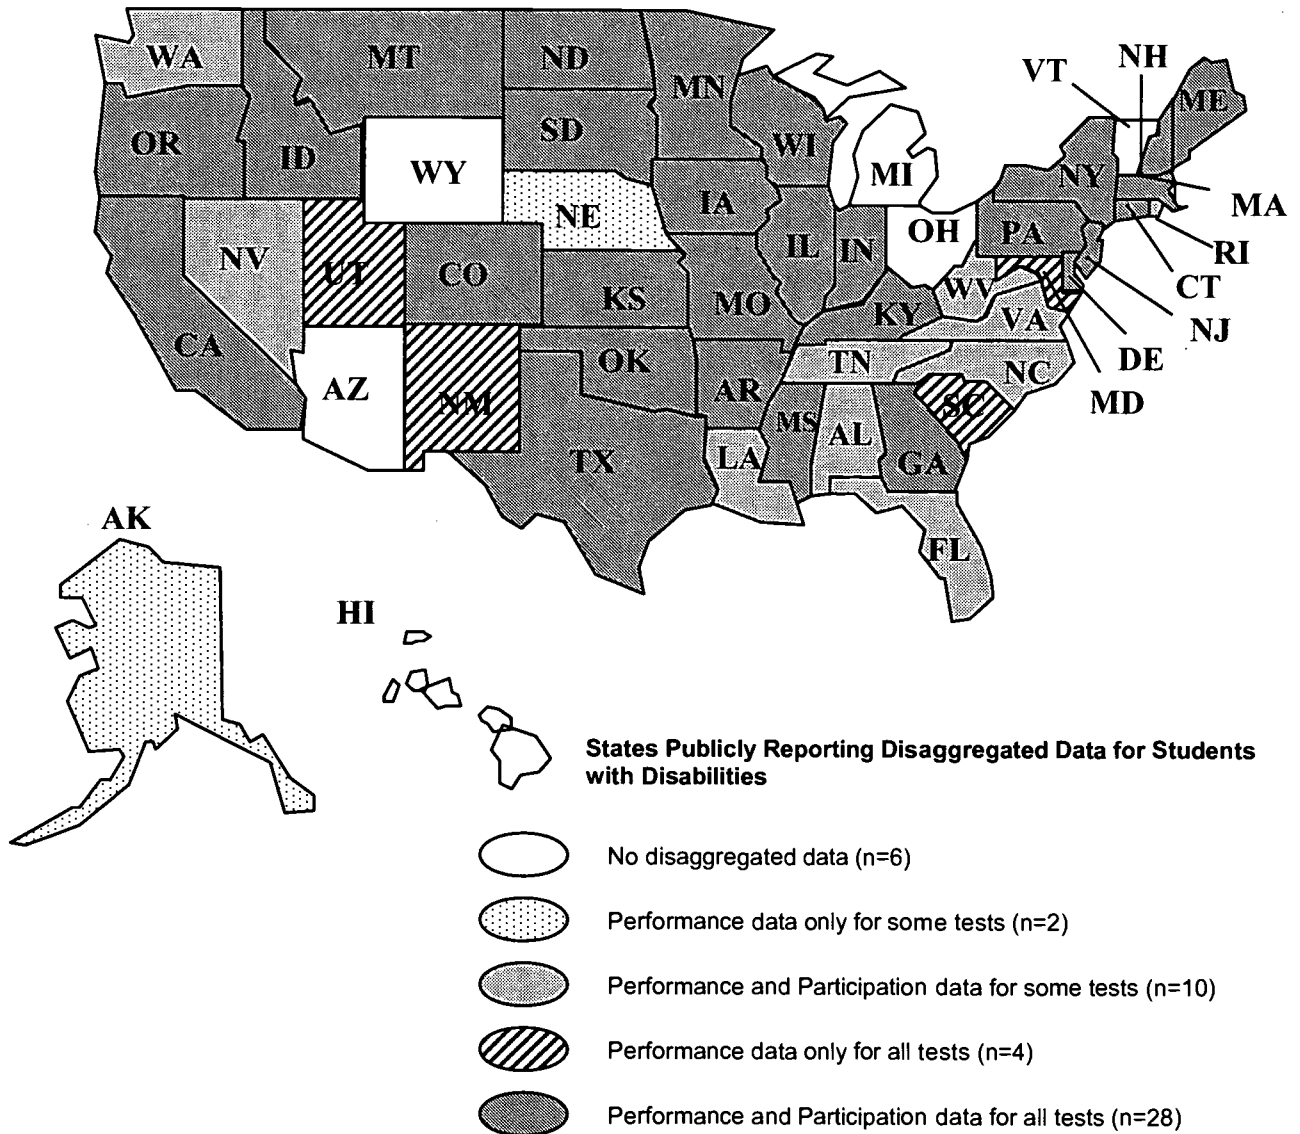 WA
MT
ND
MN
VT
NH
ME
OR
ID
SD
WI
WY
MI
NY
MA
NE
IA
OH
PA
RI
NV
UT
CO
IL
IN
WV
CT
KS
MO
KY
VA
NJ
CA
DE
AZ
NM
OK
AR
TN
NC
MD
SC
MS
AL
TX
LA
GA
AK
FL
HI
States Publicly Reporting Disaggregated Data for Students
with Disabilities
No disaggregated data (n=6)
Performance data only for some tests (n=2)
Performance and Participation data for some tests (n=10)
Performance data only for all tests (n=4)
Performance and Participation data for all tests (n=28)